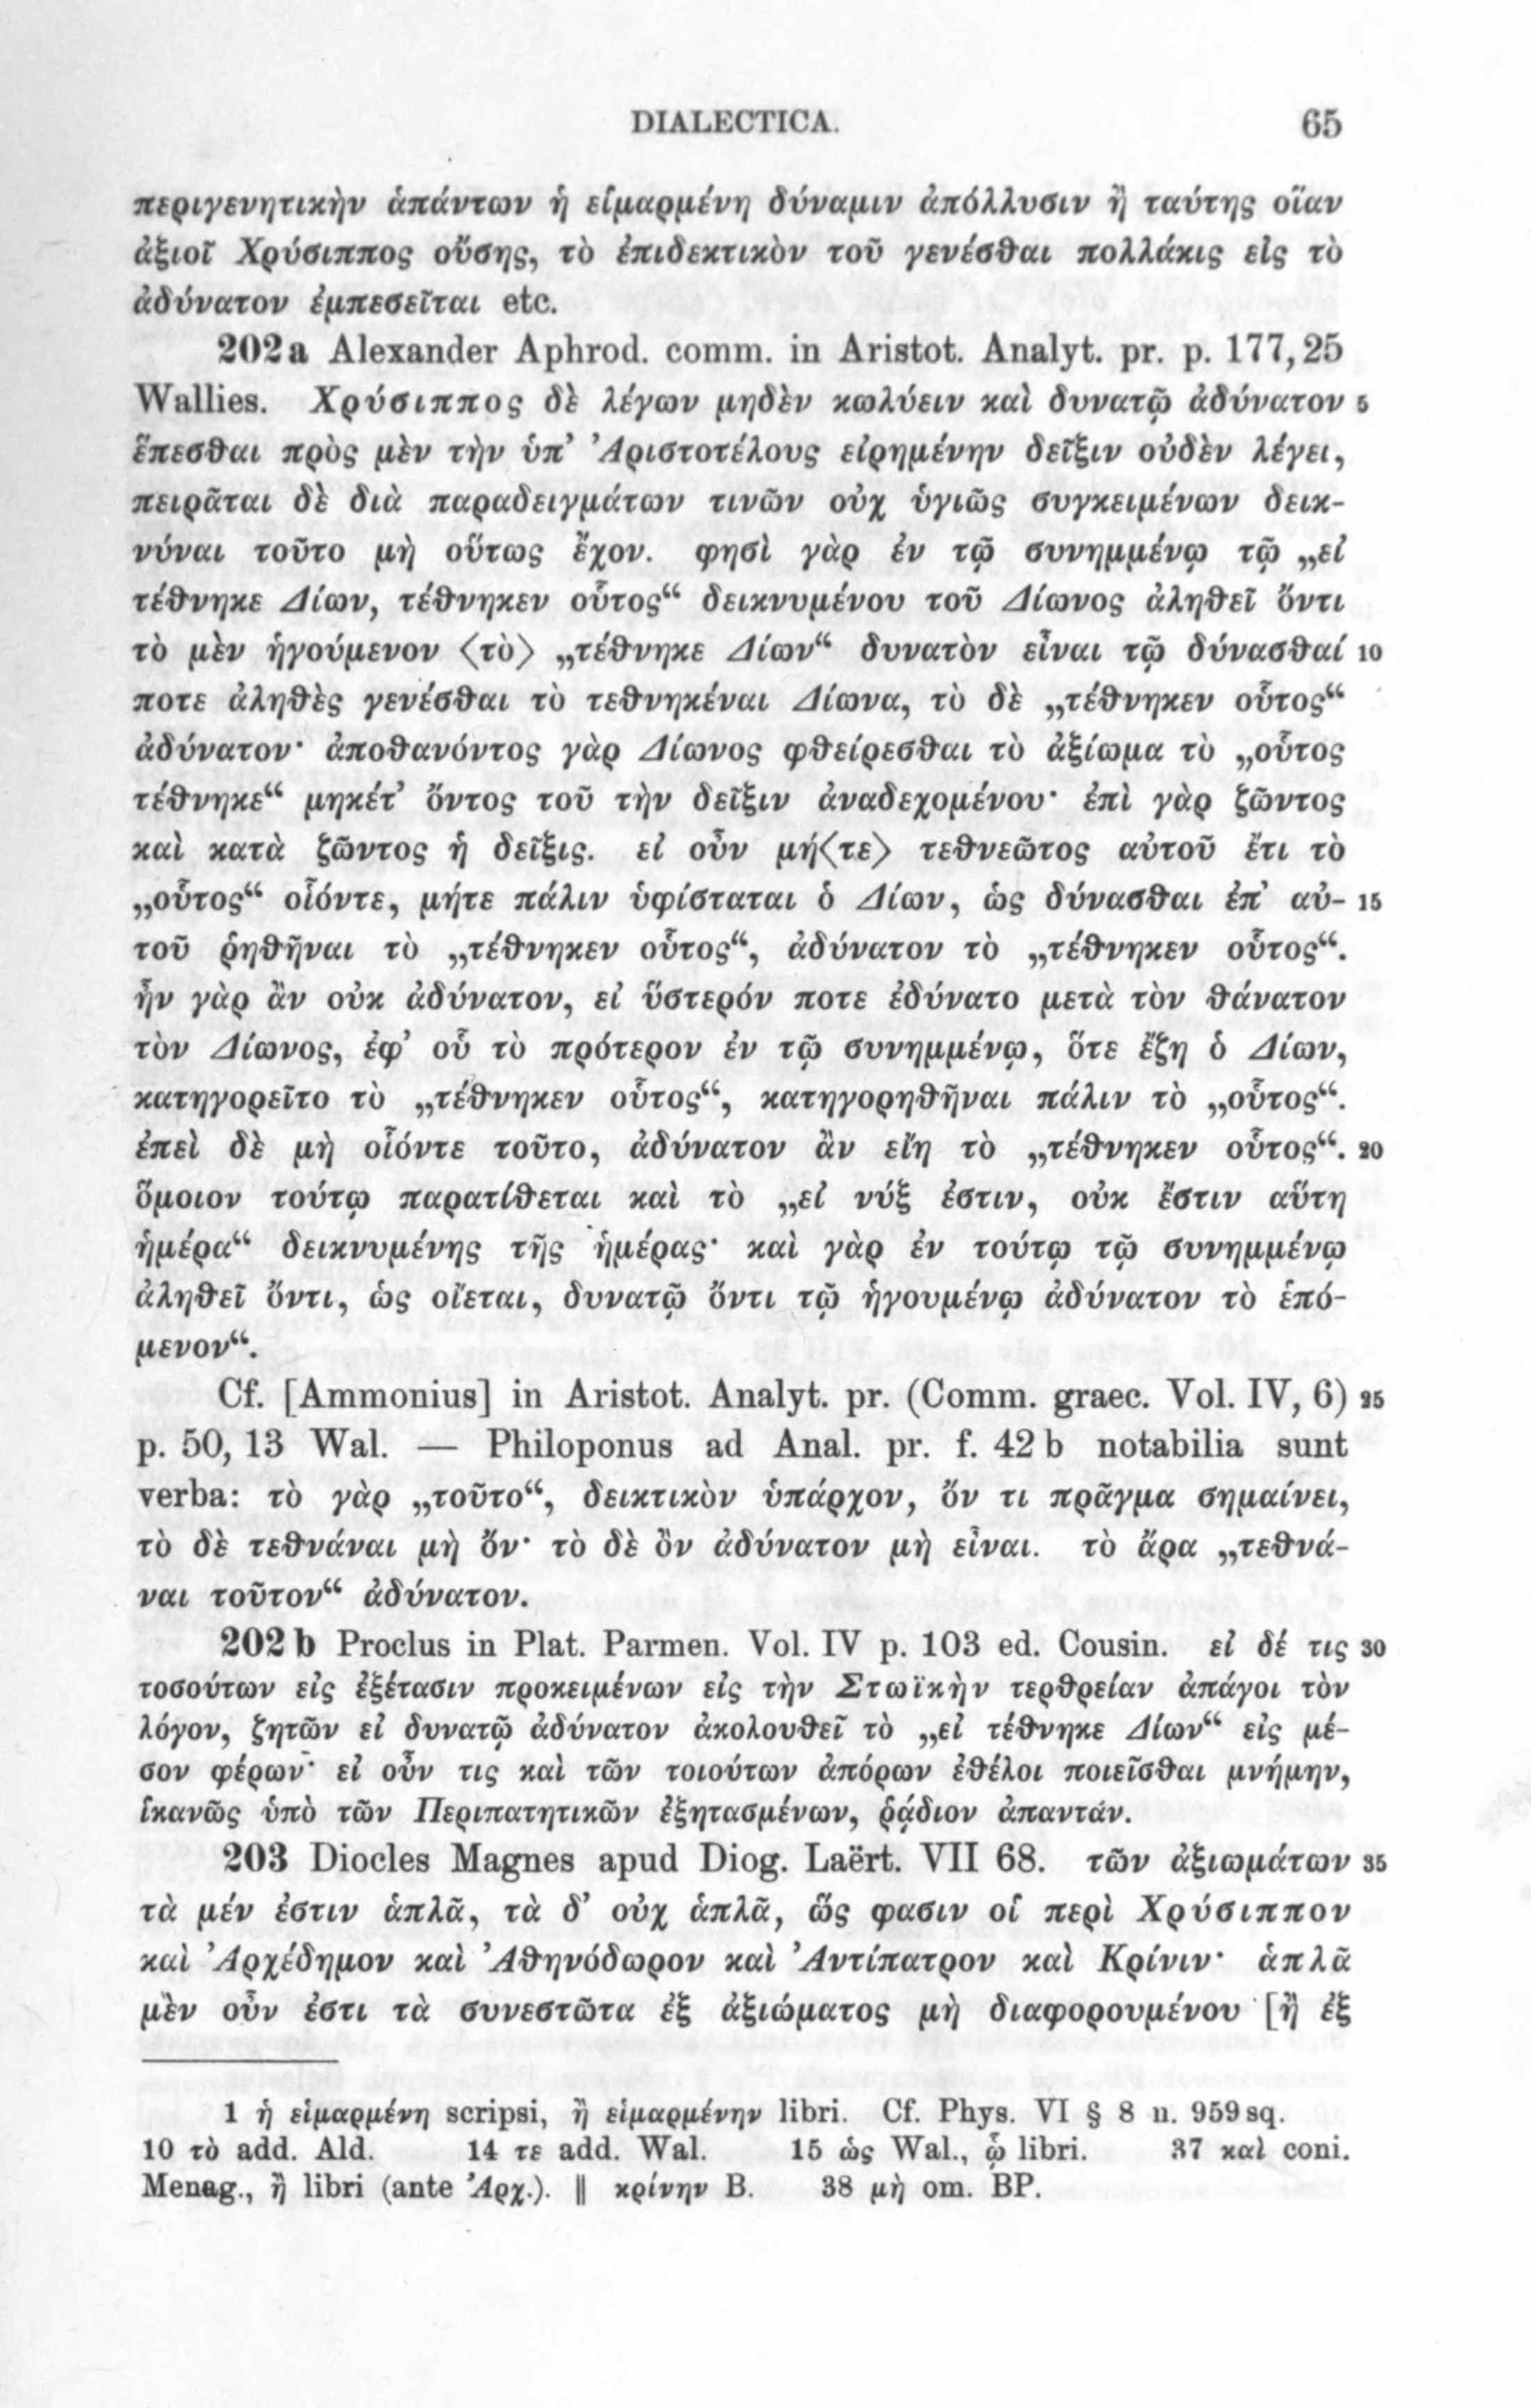 DIALECTICA. 65
περιγενητικὴν ἁπάντων ἡ εἱμαρμένη δύναμιν ἀπόλλυσιν ἢ ταύτης οἵαν
ἀξιοῖ Χρύσιππος οὔσης, τὸ ἐπιδεκτικὸν τοῦ γενέσθαι πολλάκις εἰς τὸ
ἀδύνατον ἐμπεσεῖται etc.
202a Alexander Aphrod. comm. in Aristot. Analyt. pr. p. 177,25
Wallies. Χρύσιππος δὲ λέγων μηδὲν κωλύειν καὶ δυνατῷ ἀδύνατον 5
ἕπεσθαι πρὸς μὲν τὴν ὑπ’ Ἀριστοτέλους εἰρημένην δεῖξιν οὐδὲν λέγει,
πειρᾶται δὲ διὰ παραδειγμάτων τινῶν οὐχ ὑγιῶς συγκειμένων δεικ-
νύναι τοῦτο μὴ οὕτως ἔχον. φησὶ γὰρ ἐν τῷ συνημμένῳ τῷ „εἰ
τέθνηκε Δίων, τέθνηκεν οὗτος“ δεικνυμένου τοῦ Δίωνος ἀληθεῖ ὄντι
τὸ μὲν ἡγούμενον <τὸ> „τέθνηκε Δίων“ δυνατὸν εἶναι τῷ δύνασθαί 10
ποτε ἀληθὲς γενέσθαι τὸ τεθνηκέναι Δίωνα, τὸ δὲ „τέθνηκεν οὗτος“
ἀδύνατον· ἀποθανόντος γὰρ Δίωνος φθείρεσθαι τὸ ἀξίωμα τὸ „οὗτος
τέθνηκε“ μηκέτ’ ὄντος τοῦ τὴν δεῖξιν ἀναδεχομένου· ἐπὶ γὰρ ζῶντος
καὶ κατὰ ζῶντος ἡ δεῖξις. εἰ οὖν μή<τε> τεθνεῶτος αὐτοῦ ἔτι τὸ
„οὗτος“ οἷόντε, μήτε πάλιν ὑφίσταται ὁ Δίων, ὡς δύνασθαι ἐπ’ αὐ- 15
τοῦ ῥηθῆναι τὸ „τέθνηκεν οὗτος“, ἀδύνατον τὸ „τέθνηκεν οὗτος“.
ἦν γὰρ ἂν οὐκ ἀδύνατον, εἰ ὕστερόν ποτε ἐδύνατο μετὰ τὸν θάνατον
τὸν Δίωνος, ἐφ’ οὗ τὸ πρότερον ἐν τῷ συνημμένῳ, ὅτε ἔζη ὁ Δίων,
κατηγορεῖτο τὸ „τέθνηκεν οὗτος“, κατηγορηθῆναι πάλιν τὸ „οὗτος“.
ἐπεὶ δὲ μὴ οἷόντε τοῦτο, ἀδύνατον ἂν εἴη τὸ „τέθνηκεν οὗτος“. 20
ὅμοιον τούτῳ παρατίθεται καὶ τὸ „εἰ νύξ ἐστιν, οὐκ ἔστιν αὕτη
ἡμέρα“ δεικνυμένης τῆς ἡμέρας· καὶ γὰρ ἐν τούτῳ τῷ συνημμένῳ
ἀληθεῖ ὄντι, ὡς οἴεται, δυνατῷ ὄντι τῷ ἡγουμένῳ ἀδύνατον τὸ ἑπό-
μενον“.
Cf. [Ammonius] in Aristot. Analyt. pr. (Comm. graec. Vol. IV, 6) 25
p. 50, 13 Wal. — Philoponus ad Anal. pr. f. 42 b notabilia sunt
verba: τὸ γὰρ „τοῦτο“, δεικτικὸν ὑπάρχον, ὄν τι πρᾶγμα σημαίνει,
τὸ δὲ τεθνάναι μὴ ὄν· τὸ δὲ ὂν ἀδύνατον μὴ εἶναι. τὸ ἄρα „τεθνά-
ναι τοῦτον“ ἀδύνατον.
202 b Proclus in Plat. Parmen. Vol. IV p. 103 ed. Cousin. εἰ δέ τις 30
τοσούτων εἰς ἐξέτασιν προκειμένων εἰς τὴν Στωϊκὴν τερθρείαν ἀπάγοι τὸν
λόγον, ζητῶν εἰ δυνατῷ ἀδύνατον ἀκολουθεῖ τὸ „εἰ τέθνηκε Δίων“ εἰς μέ-
σον φέρων· εἰ οὖν τις καὶ τῶν τοιούτων ἀπόρων ἐθέλοι ποιεῖσθαι μνήμην,
ἱκανῶς ὑπὸ τῶν Περιπατητικῶν ἐξητασμένων, ῥᾴδιον ἀπαντάν.
203 Diocles Magnes apud Diog. Laërt. VII 68. τῶν ἀξιωμάτων 35
τὰ μέν ἐστιν ἁπλᾶ, τὰ δ’ οὐχ ἁπλᾶ, ὥς φασιν οἱ περὶ Χρύσιππον
καὶ Ἀρχέδημον καὶ Ἀθηνόδωρον καὶ Ἀντίπατρον καὶ Κρίνιν· ἁπλᾶ
μὲν οὖν ἐστι τὰ συνεστῶτα ἐξ ἀξιώματος μὴ διαφορουμένου [ἢ ἐξ
1 ἡ εἱμαρμένη scripsi, ἢ εἱμαρμένην libri. Cf. Phys. VI § 8 n. 959 sq.
10 τὸ add. Ald. 14 τε add. Wal. 15 ὡς Wal., ᾧ libri. 37 καὶ coni.
Menag., ἢ libri (ante Ἀρχ.). || κρίνην B. 38 μὴ om. BP.